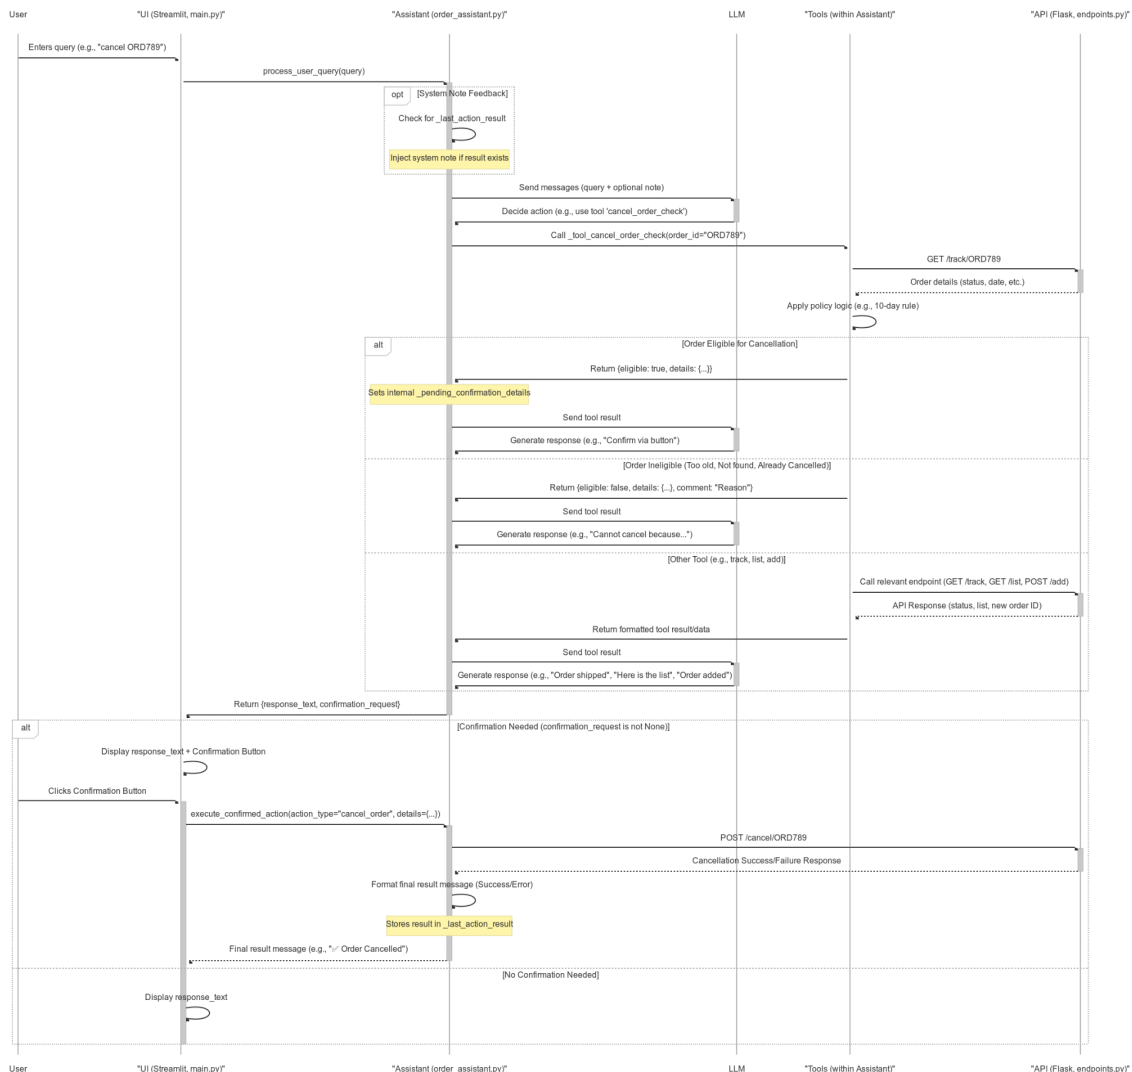 User
"UI (Streamlit, main.py)"
"Assistant (order_assistant.py)"
LLM
"Tools (within Assistant)"
"API (Flask, endpoints.py)"
Enters query (e.g., "cancel ORD789")
process_user_query(query)
opt
[System Note Feedback]
Check for _last_action_result
Inject system note if result exists
Send messages (query + optional note)
Decide action (e.g., use tool 'cancel_order_check')
Call _tool_cancel_order_check(order_id="ORD789")
GET /track/ORD789
Order details (status, date, etc.)
Apply policy logic (e.g., 10-day rule)
alt
[Order Eligible for Cancellation]
Return {eligible: true, details: {...}}
Sets internal _pending_confirmation_details
Send tool result
Generate response (e.g., "Confirm via button")
[Order Ineligible (Too old, Not found, Already Cancelled)]
Return {eligible: false, details: {...}, comment: "Reason"}
Send tool result
Generate response (e.g., "Cannot cancel because...")
[Other Tool (e.g., track, list, add)]
Call relevant endpoint (GET /track, GET /list, POST /add)
API Response (status, list, new order ID)
Return formatted tool result/data
Send tool result
Generate response (e.g., "Order shipped", "Here is the list", "Order added")
Return {response_text, confirmation_request}
alt
[Confirmation Needed (confirmation_request is not None)]
Display response_text + Confirmation Button
Clicks Confirmation Button
execute_confirmed_action(action_type="cancel_order", details={...})
POST /cancel/ORD789
Cancellation Success/Failure Response
Format final result message (Success/Error)
Stores result in _last_action_result
Final result message (e.g., "✅ Order Cancelled")
[No Confirmation Needed]
Display response_text
User
"UI (Streamlit, main.py)"
"Assistant (order_assistant.py)"
LLM
"Tools (within Assistant)"
"API (Flask, endpoints.py)"